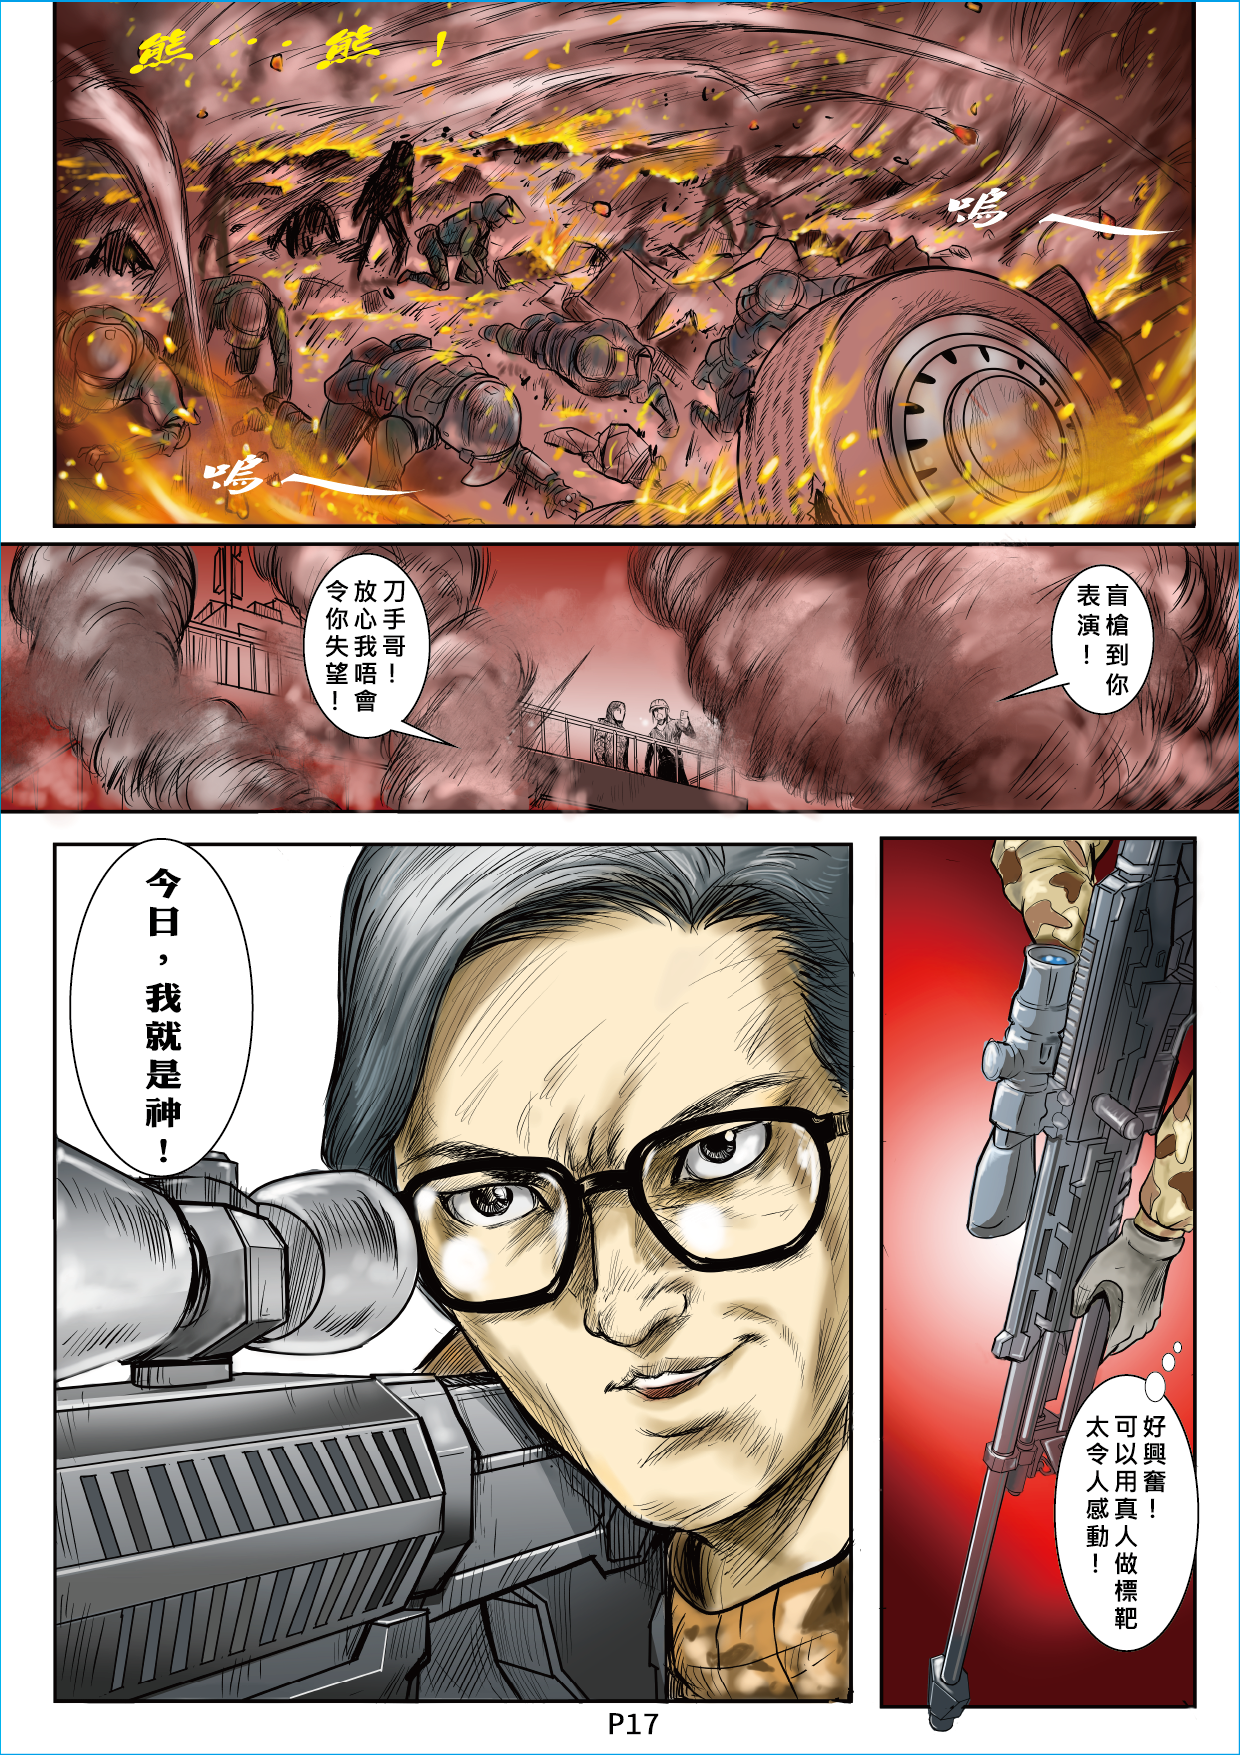 熊···熊！
嗚～
嗚～
盲槍到你
表演！
刀手哥！
放心我唔會
令你失望！
好興奮！
可以用真人做標靶
太令人感動！
今日，我就是神！
P17